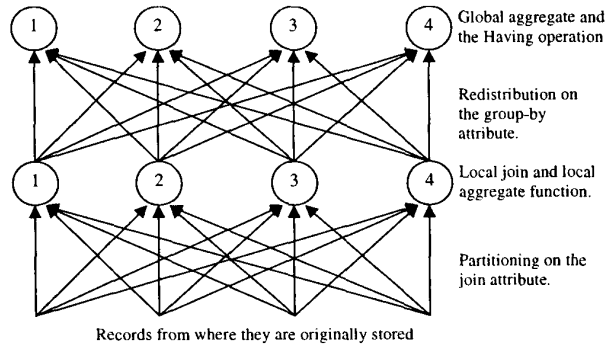 1 2 3 4 Global aggregate and
the Having operation
Redistribution on
the group-by
attribute.
1 2 3 4 Local join and local
aggregate function.
Partitioning on the
join attribute.
Records from where they are originally stored